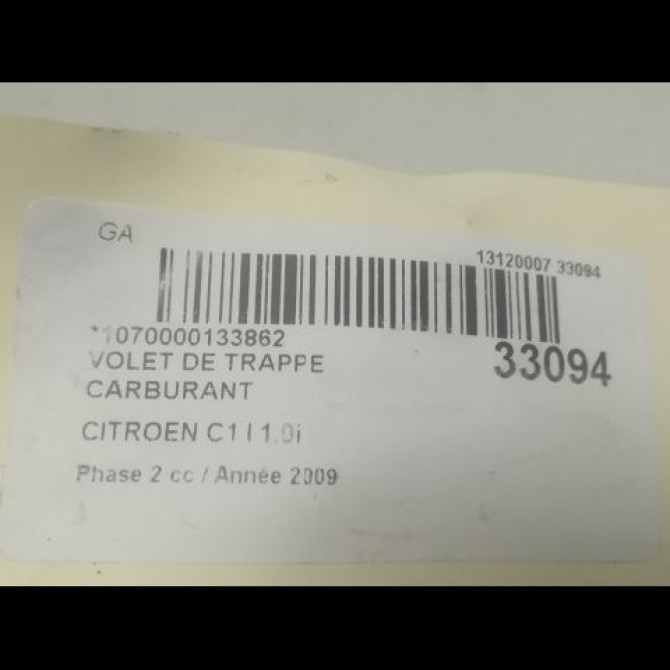 GA
13120007 33094
*1070000133862
33094
VOLET DE TRAPPE
CARBURANT
CITROEN C1 I 1.0i
Phase 2 cc / Année 2009